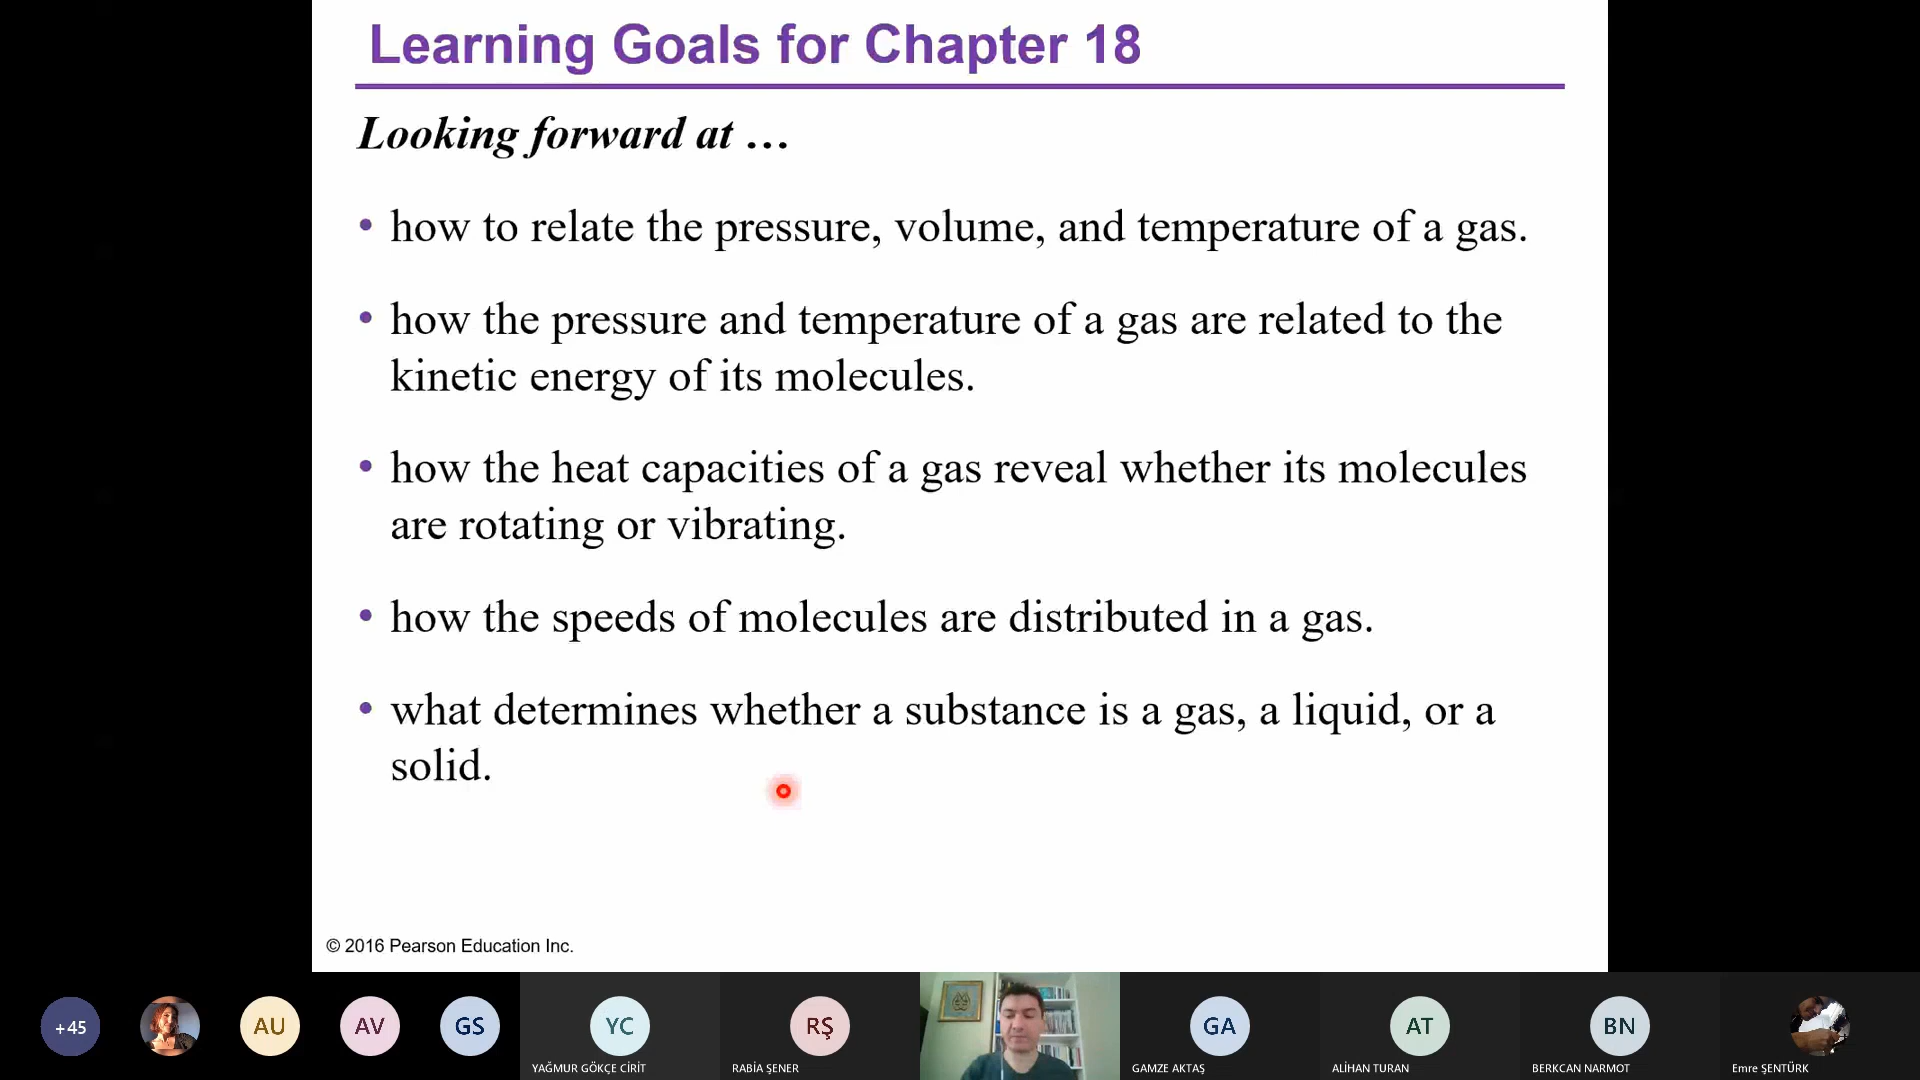 Learning Goals for Chapter 18
Looking forward at …
• how to relate the pressure, volume, and temperature of a gas.
• how the pressure and temperature of a gas are related to the
kinetic energy of its molecules.
• how the heat capacities of a gas reveal whether its molecules
are rotating or vibrating.
• how the speeds of molecules are distributed in a gas.
• what determines whether a substance is a gas, a liquid, or a
solid.
© 2016 Pearson Education Inc.
+45
AU
AV
GS
YC
RŞ
GA
AT
BN
YAĞMUR GÖKÇE CİRİT
RABİA ŞENER
GAMZE AKTAŞ
ALİHAN TURAN
BERKCAN NARMOT
Emre ŞENTÜRK